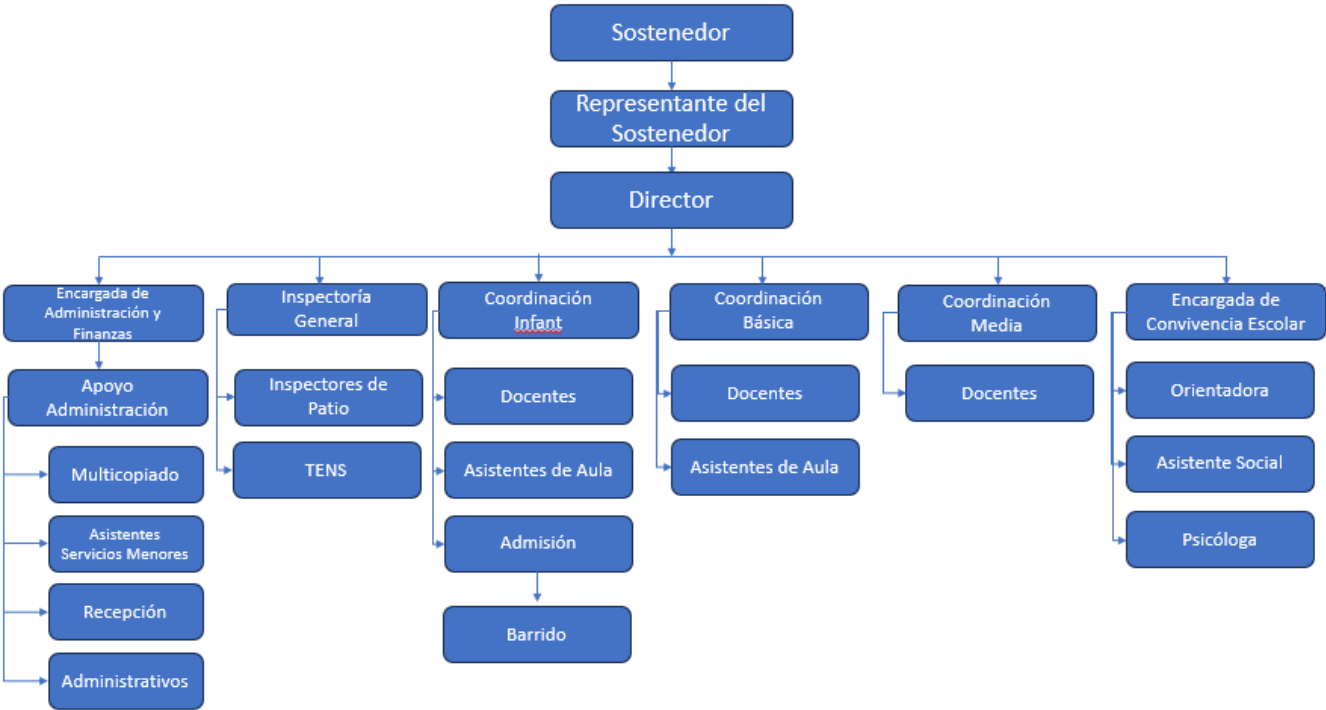 Sostenedor
Representante del
Sostenedor
Director
Encargada de
Administración y
Finanzas
Inspectoría
General
Coordinación
Infant
Coordinación
Básica
Coordinación
Media
Encargada de
Convivencia Escolar
Apoyo
Administración
Inspectores de
Patio
Docentes
Docentes
Docentes
Orientadora
Multicopiado
TENS
Asistentes de Aula
Asistentes de Aula
Asistente Social
Asistentes
Servicios Menores
Admisión
Psicóloga
Recepción
Barrido
Administrativos